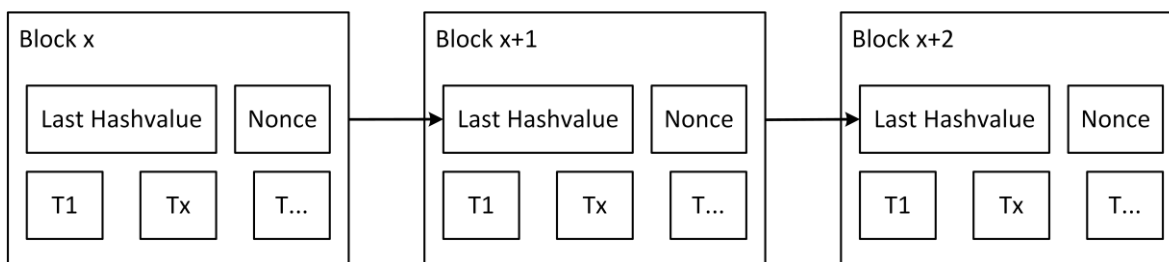 Block x
Last Hashvalue
Nonce
T1
Tx
T...
Block x+1
Last Hashvalue
Nonce
T1
Tx
T...
Block x+2
Last Hashvalue
Nonce
T1
Tx
T...